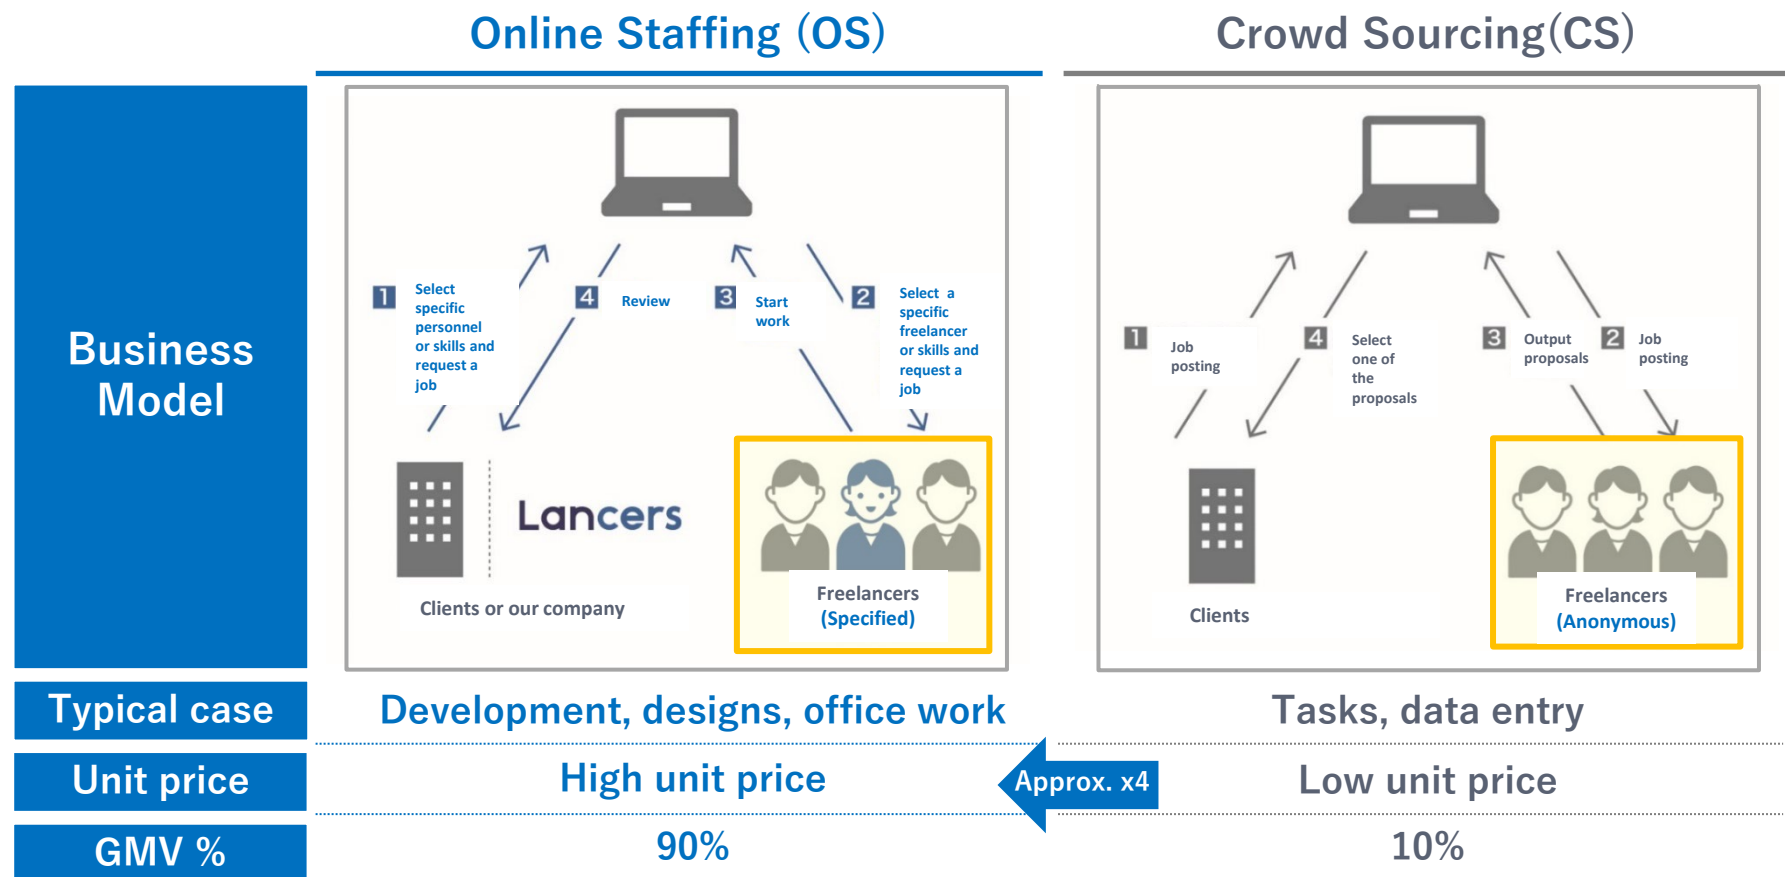 Online Staffing (OS)
Crowd Sourcing(CS)
Business
Model
1
Select
specific
personnel
or skills and
request a
job
4
Review
3
Start
work
2
Select a
specific
freelancer
or skills and
request a
job
Lancers
Clients or our company
Freelancers
(Specified)
1
Job
posting
4
Select
one of
the
proposals
3
Output
proposals
2
Job
posting
Clients
Freelancers
(Anonymous)
Typical case
Development, designs, office work
Tasks, data entry
Unit price
High unit price
Approx. x4
Low unit price
GMV %
90%
10%